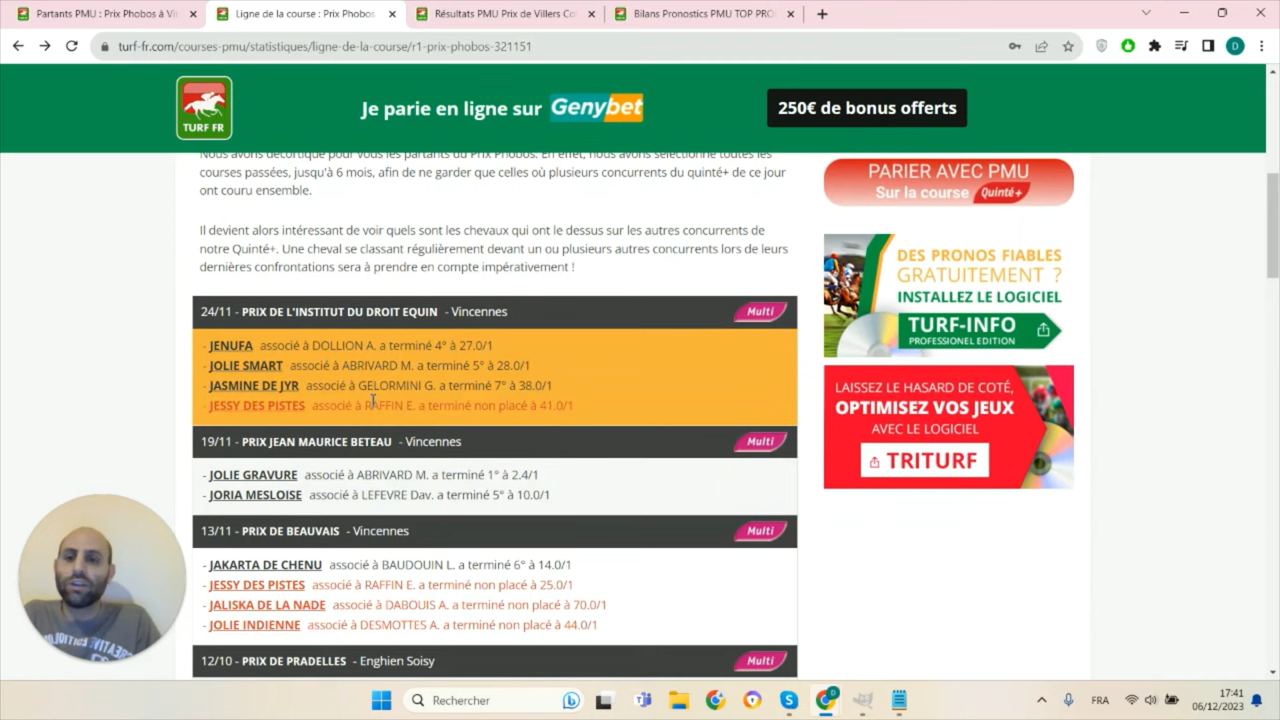 Partants PMU : Prix Phobos à Vi
Ligne de la course : Prix Phobos
Résultats PMU Prix de Villers Co
Bilans Pronostics PMU TOP PRO
turf-fr.com/courses-pmu/statistiques/ligne-de-la-course/r1-prix-phobos-321151
D
TURF FR
Je parie en ligne sur Genybet
250€ de bonus offerts
Nous avons décortiqué pour vous les partants du Prix Phobos. En effet, nous avons sélectionné toutes les
courses passées, jusqu'à 6 mois, afin de ne garder que celles où plusieurs concurrents du quinté+ de ce jour
ont couru ensemble.
Il devient alors intéressant de voir quels sont les chevaux qui ont le dessus sur les autres concurrents de
notre Quinté+. Une cheval se classant régulièrement devant un ou plusieurs autres concurrents lors de leurs
dernières confrontations sera à prendre en compte impérativement !
24/11 - PRIX DE L'INSTITUT DU DROIT EQUIN - Vincennes Multi
- JENUFA associé à DOLLION A. a terminé 4° à 27.0/1
- JOLIE SMART associé à ABRIVARD M. a terminé 5° à 28.0/1
- JASMINE DE JYR associé à GELORMINI G. a terminé 7° à 38.0/1
- JESSY DES PISTES associé à RAFFIN E. a terminé non placé à 41.0/1
19/11 - PRIX JEAN MAURICE BETEAU - Vincennes Multi
- JOLIE GRAVURE associé à ABRIVARD M. a terminé 1° à 2.4/1
- JORIA MESLOISE associé à LEFEVRE Dav. a terminé 5° à 10.0/1
13/11 - PRIX DE BEAUVAIS - Vincennes Multi
- JAKARTA DE CHENU associé à BAUDOUIN L. a terminé 6° à 14.0/1
- JESSY DES PISTES associé à RAFFIN E. a terminé non placé à 25.0/1
- JALISKA DE LA NADE associé à DABOUIS A. a terminé non placé à 70.0/1
- JOLIE INDIENNE associé à DESMOTTES A. a terminé non placé à 44.0/1
12/10 - PRIX DE PRADELLES - Enghien Soisy Multi
PARIER AVEC PMU
Sur la course Quinté+
DES PRONOS FIABLES
GRATUITEMENT ?
INSTALLEZ LE LOGICIEL
TURF-INFO
PROFESIONNEL EDITION
LAISSEZ LE HASARD DE COTÉ,
OPTIMISEZ VOS JEUX
AVEC LE LOGICIEL
TRITURF
Rechercher
FRA
17:41
06/12/2023